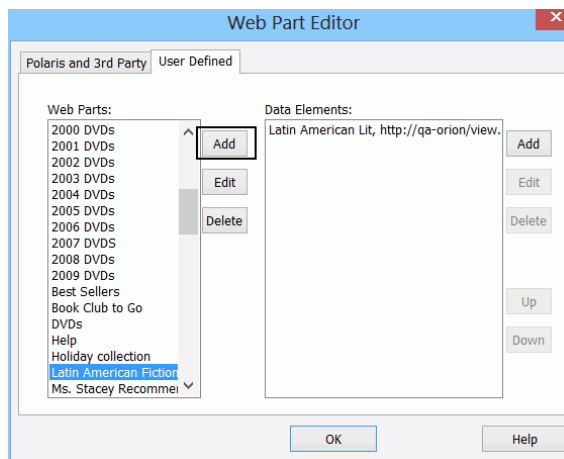 Web Part Editor
Polaris and 3rd Party
User Defined
Web Parts:
2000 DVDs
2001 DVDs
2002 DVDs
2003 DVDs
2004 DVDs
2005 DVDs
2006 DVDs
2007 DVDS
2008 DVDs
2009 DVDs
Best Sellers
Book Club to Go
DVDs
Help
Holiday collection
Latin American Fiction
Ms. Stacey Recommer
Add
Edit
Delete
Data Elements:
Latin American Lit, http://qa-orion/view.
Add
Edit
Delete
Up
Down
OK
Help